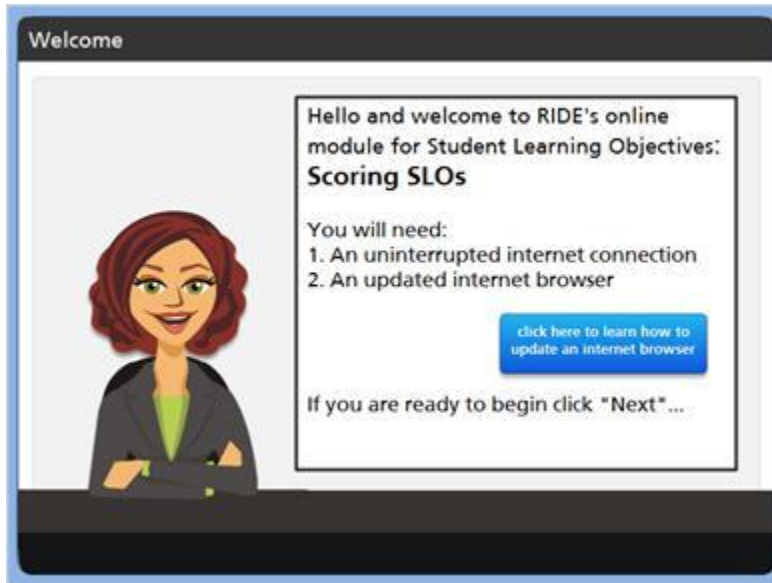 Welcome
Hello and welcome to RIDE's online
module for Student Learning Objectives:
Scoring SLOs
You will need:
1. An uninterrupted internet connection
2. An updated internet browser
click here to learn how to
update an internet browser
If you are ready to begin click "Next"...